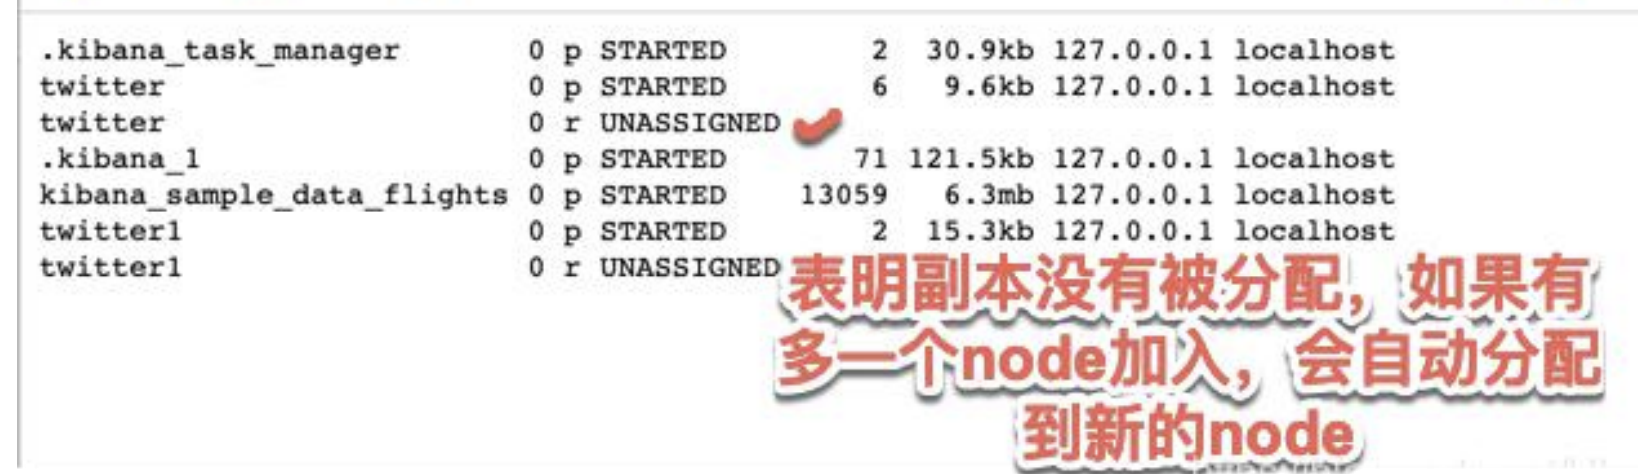 .kibana_task_manager 0 p STARTED 2 30.9kb 127.0.0.1 localhost
twitter 0 p STARTED 6 9.6kb 127.0.0.1 localhost
twitter 0 r UNASSIGNED
.kibana_1 0 p STARTED 71 121.5kb 127.0.0.1 localhost
kibana_sample_data_flights 0 p STARTED 13059 6.3mb 127.0.0.1 localhost
twitter1 0 p STARTED 2 15.3kb 127.0.0.1 localhost
twitter1 0 r UNASSIGNED
表明副本没有被分配，如果有
多一个node加入，会自动分配
到新的node